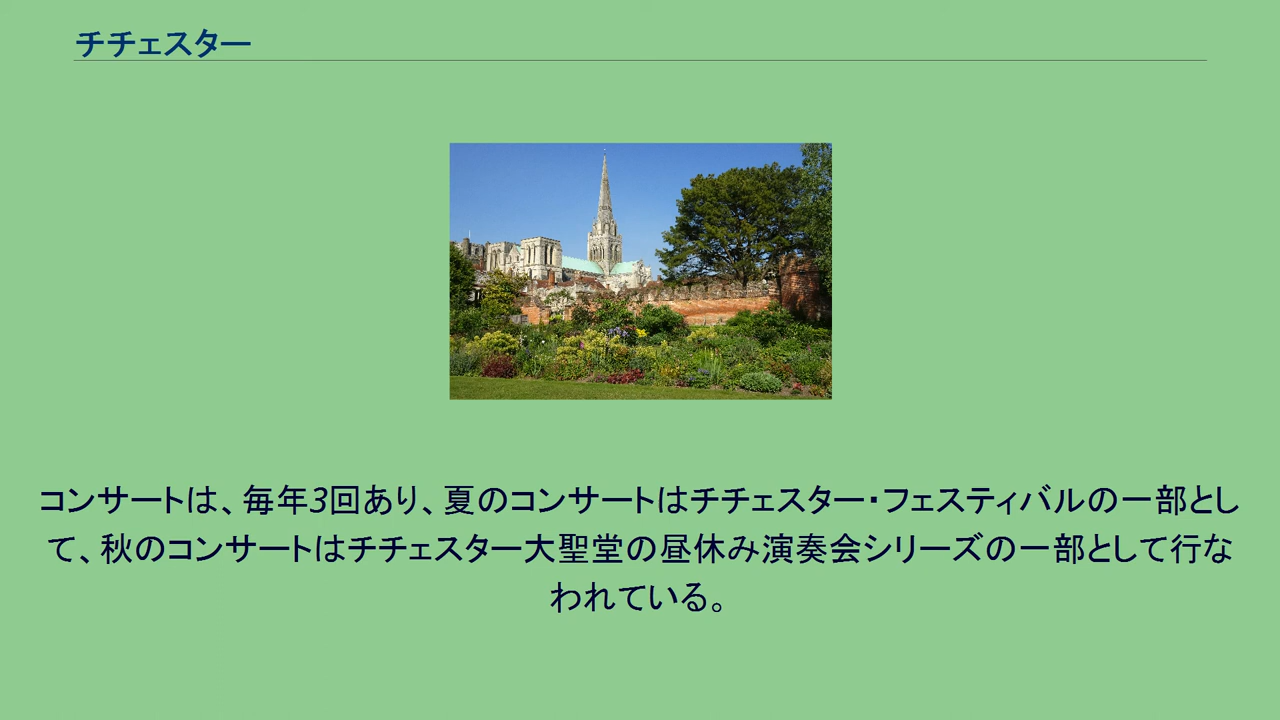 チチェスター
コンサートは、毎年3回あり、夏のコンサートはチチェスター・フェスティバルの一部とし
て、秋のコンサートはチチェスター大聖堂の昼休み演奏会シリーズの一部として行な
われている。